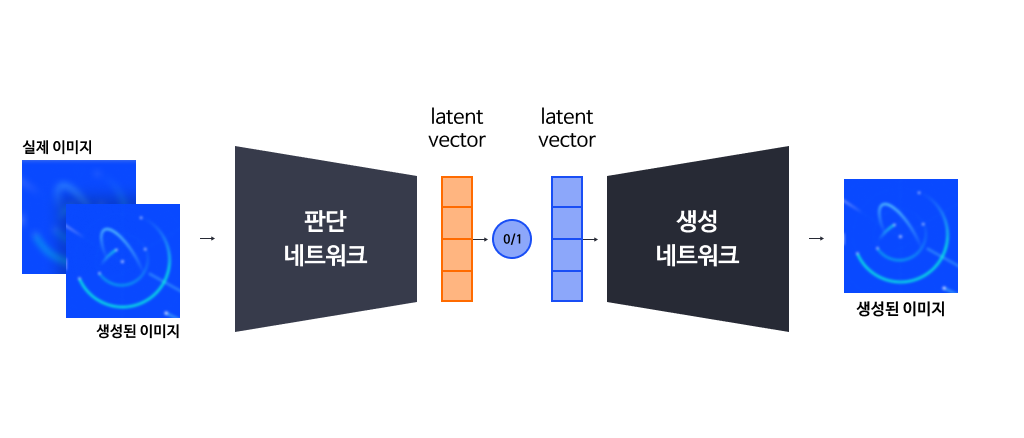 실제 이미지
생성된 이미지
판단
네트워크
latent
vector
0/1
latent
vector
생성
네트워크
생성된 이미지